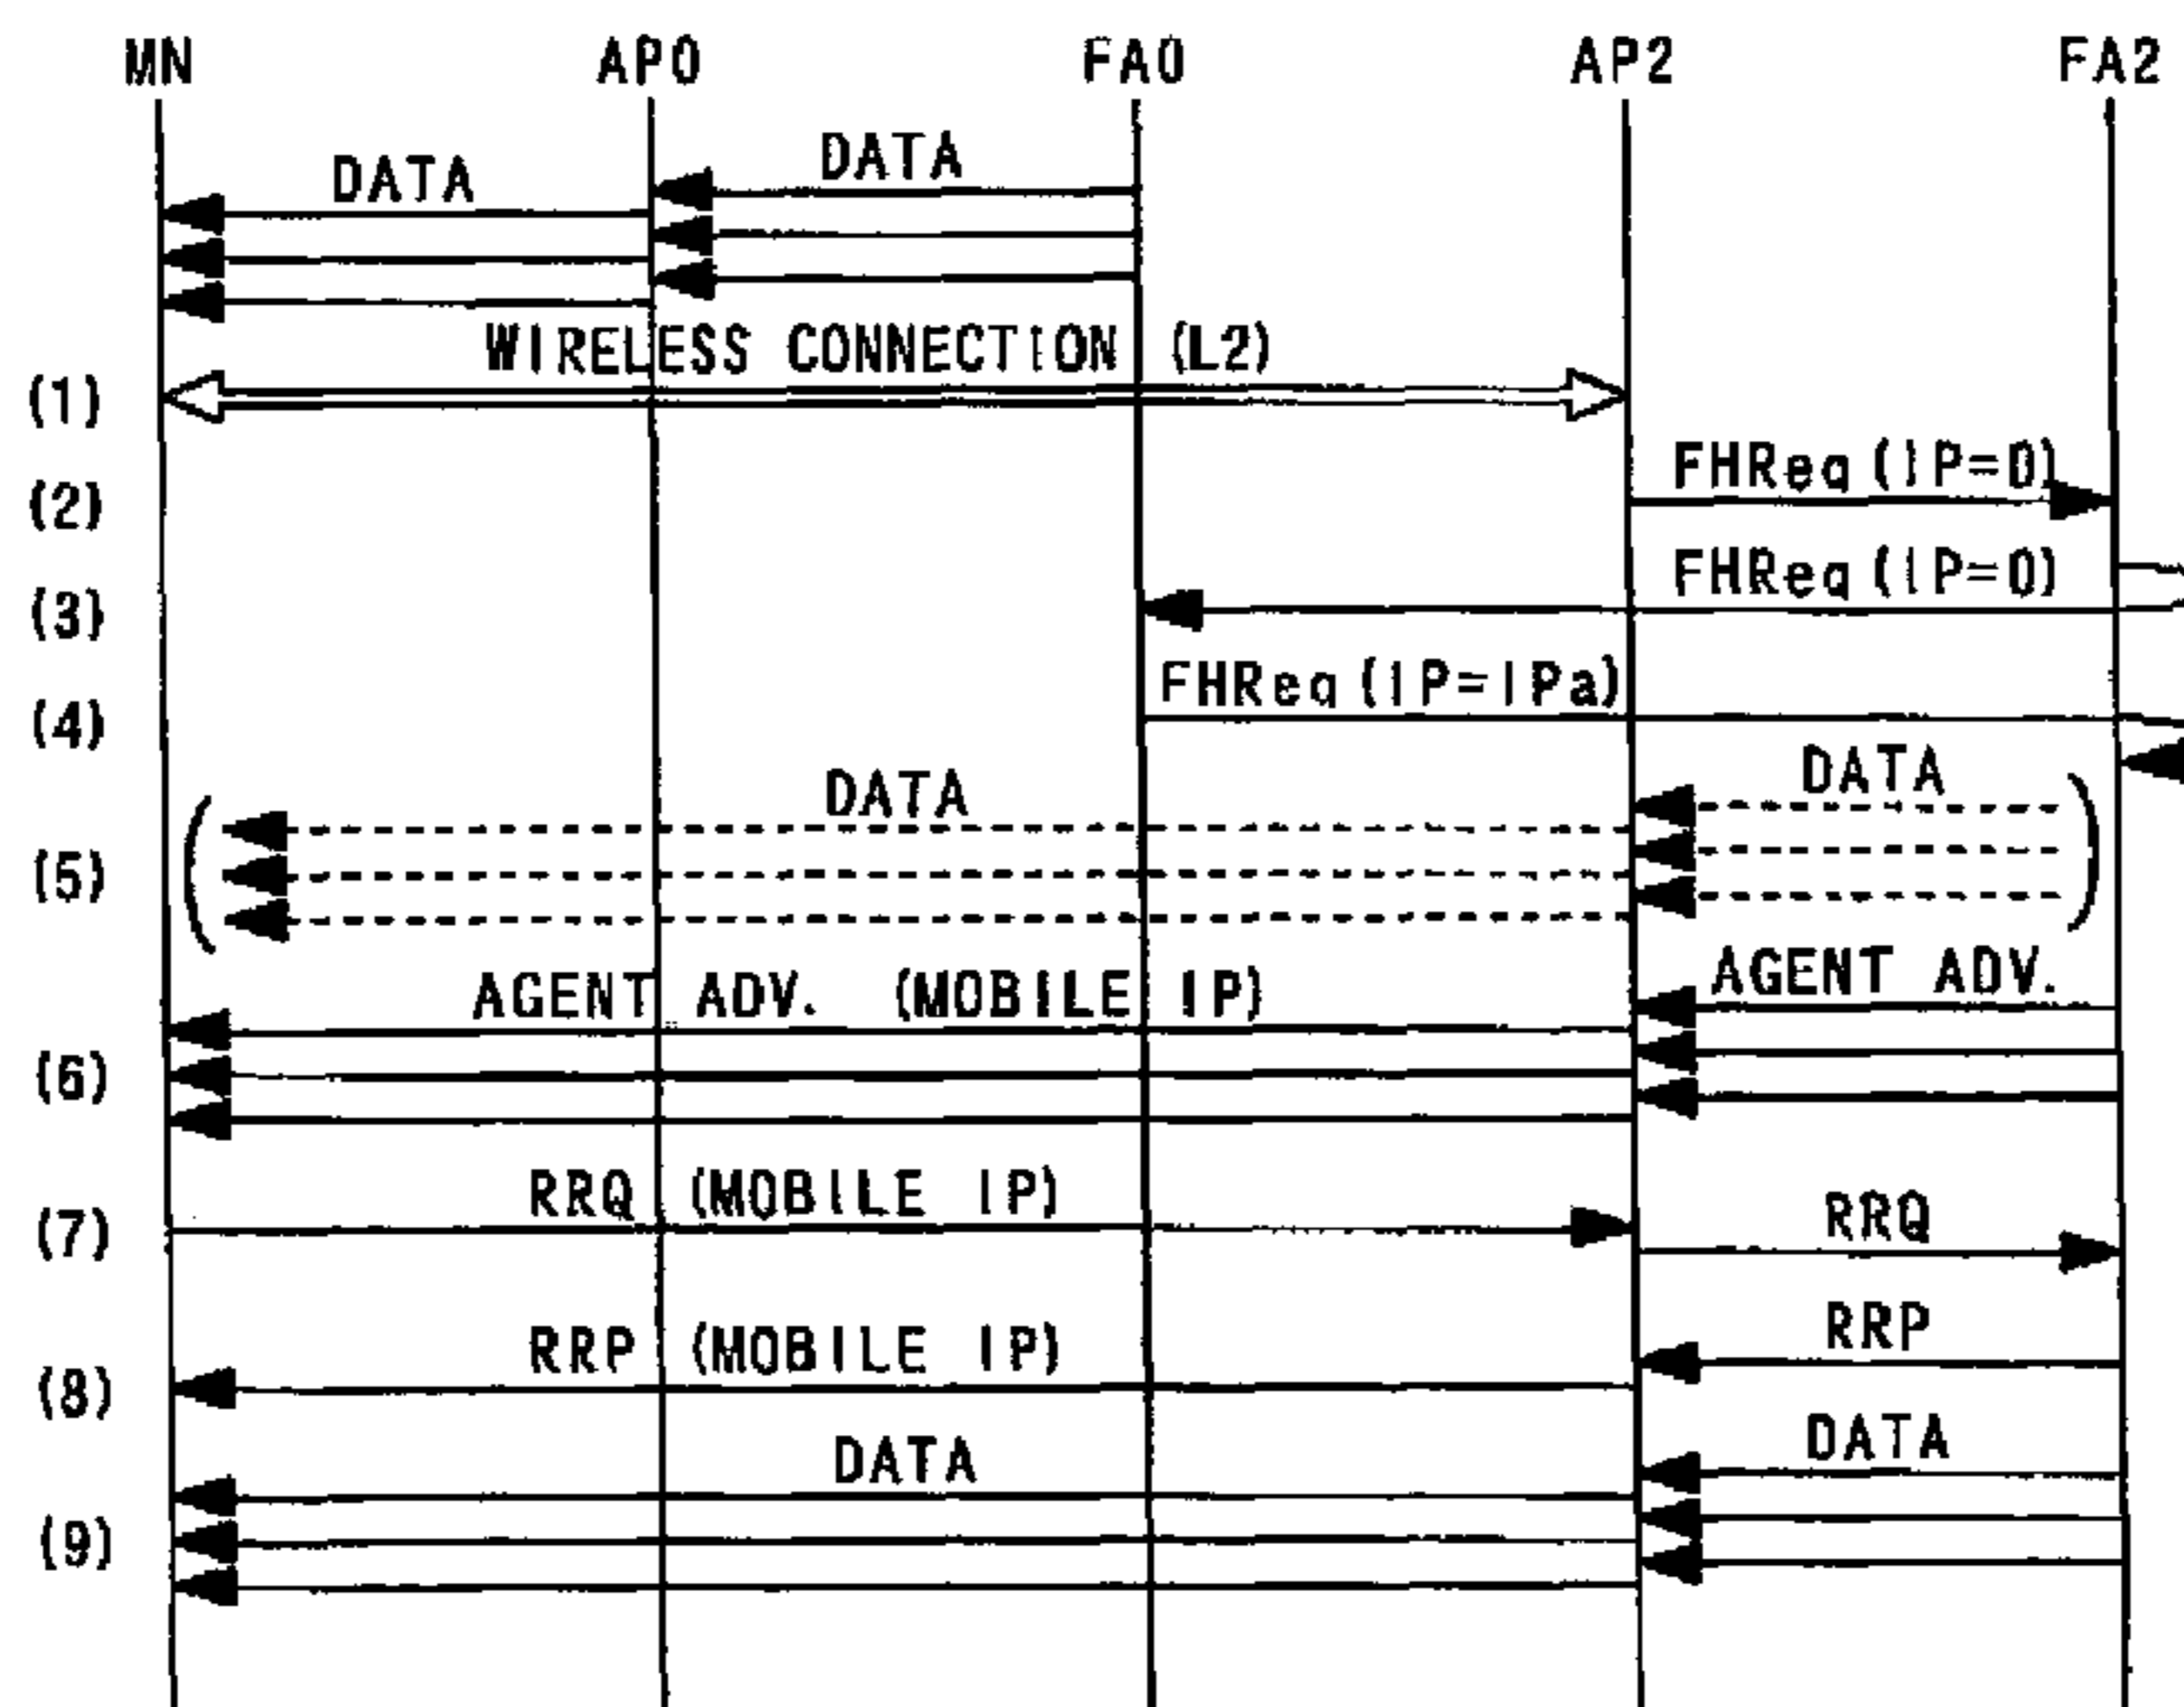 MN AP0 FA0 AP2 FA2
DATA
DATA
WIRELESS CONNECTION (L2)
(1)
FHReq(IP=0)
(2)
FHReq(IP=0)
(3)
FHReq(IP=IPa)
(4)
DATA
DATA
(5)
AGENT ADV.
AGENT ADV. (MOBILE IP)
(6)
RRQ (MOBILE IP)
RRQ
(7)
RRP
RRP (MOBILE IP)
(8)
DATA
DATA
(9)